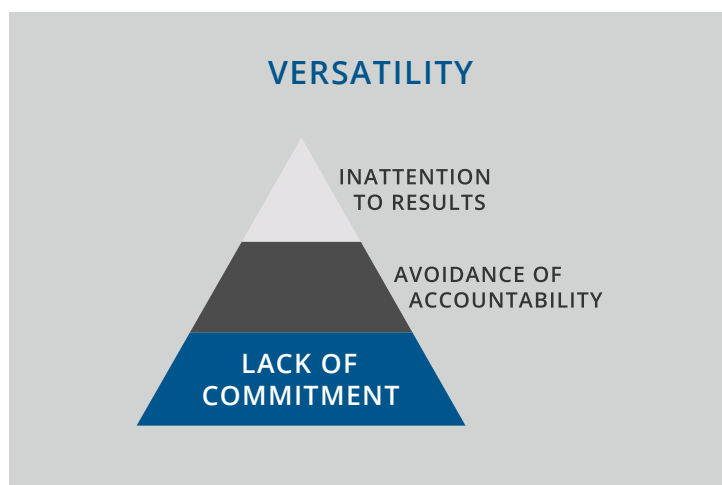 VERSATILITY
INATTENTION
TO RESULTS
AVOIDANCE OF
ACCOUNTABILITY
LACK OF
COMMITMENT